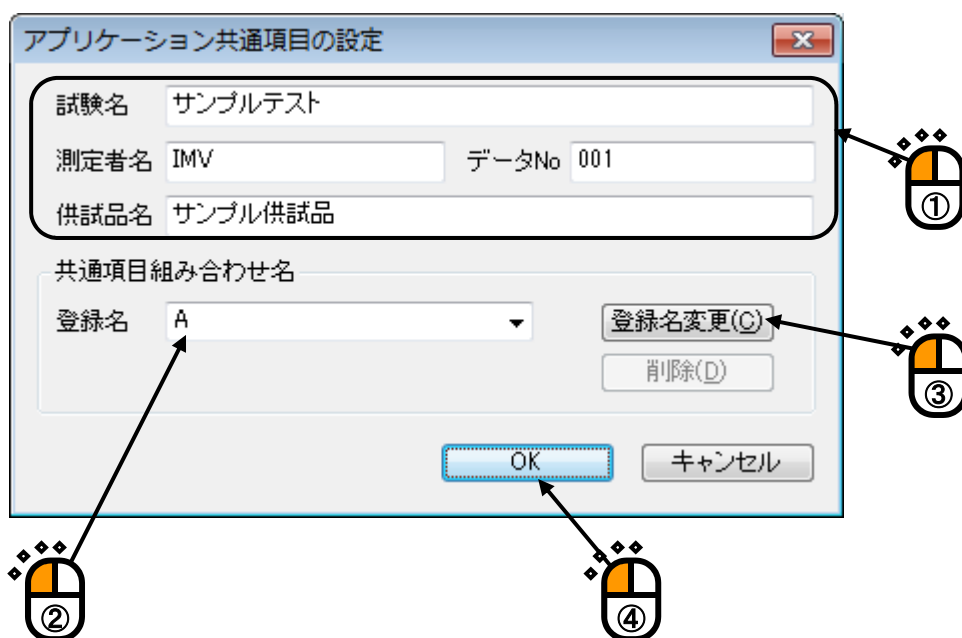 アプリケーション共通項目の設定
試験名 サンプルテスト
①
測定者名 IMV データNo 001
供試品名 サンプル供試品
共通項目組み合わせ名
登録名 A 登録名変更(C)
削除(D)
③
OK キャンセル
② ④